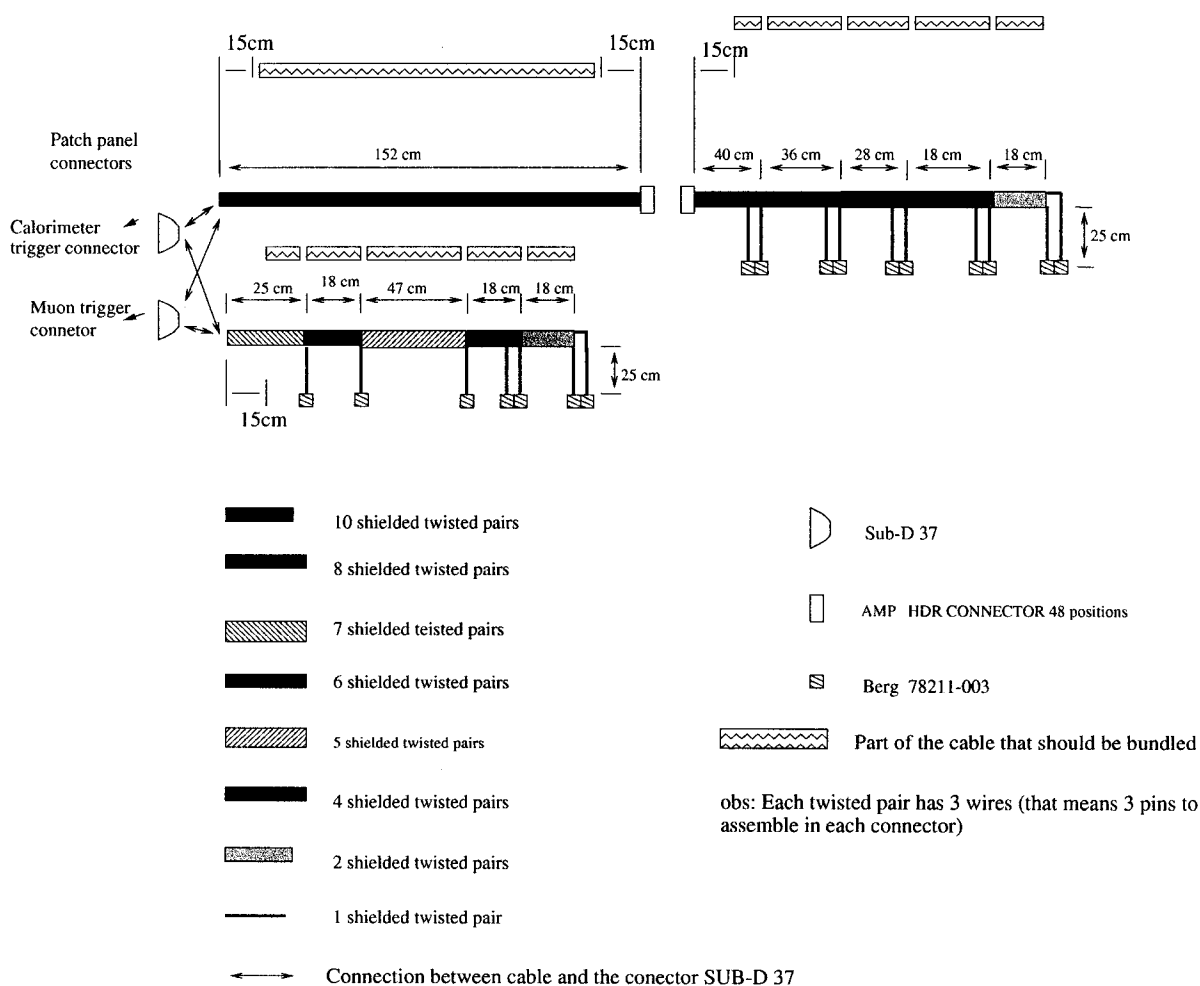 15cm
15cm
15cm
Patch panel
connectors
152 cm
40 cm
36 cm
28 cm
18 cm
18 cm
Calorimeter
trigger connector
25 cm
Muon trigger
connetor
25 cm
18 cm
47 cm
18 cm
18 cm
25 cm
15cm
10 shielded twisted pairs
Sub-D 37
8 shielded twisted pairs
AMP HDR CONNECTOR 48 positions
7 shielded teisted pairs
6 shielded twisted pairs
Berg 78211-003
5 shielded twisted pairs
Part of the cable that should be bundled
4 shielded twisted pairs
obs: Each twisted pair has 3 wires (that means 3 pins to
assemble in each connector)
2 shielded twisted pairs
1 shielded twisted pair
Connection between cable and the conector SUB-D 37